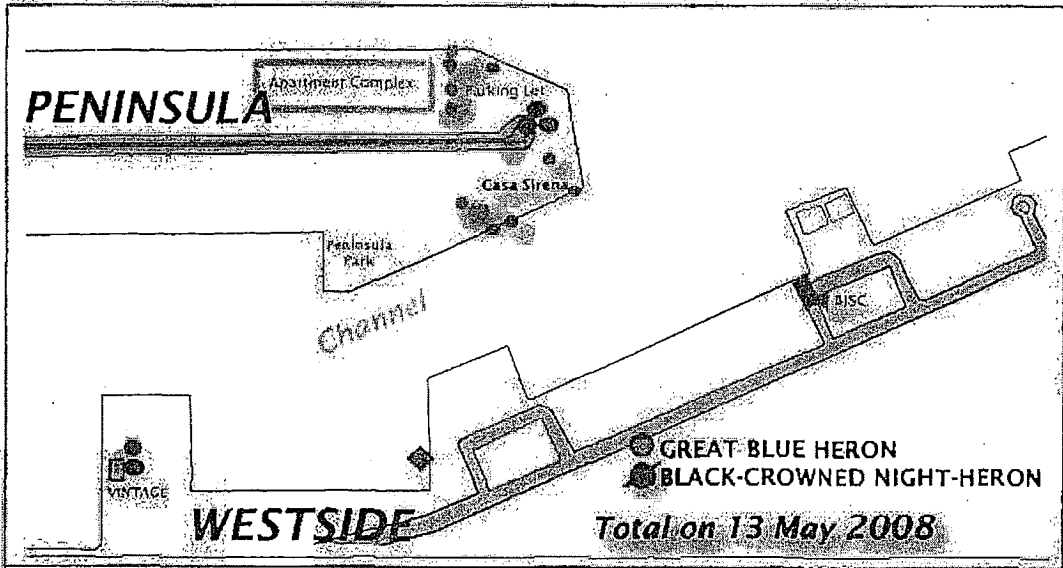 Apartment Complex
Parking Lot
PENINSULA
Casa Sirena
Peninsula
Park
Channel
BISC
GREAT BLUE HERON
BLACK-CROWNED NIGHT-HERON
VINTAGE
WESTSIDE
Total on 13 May 2008